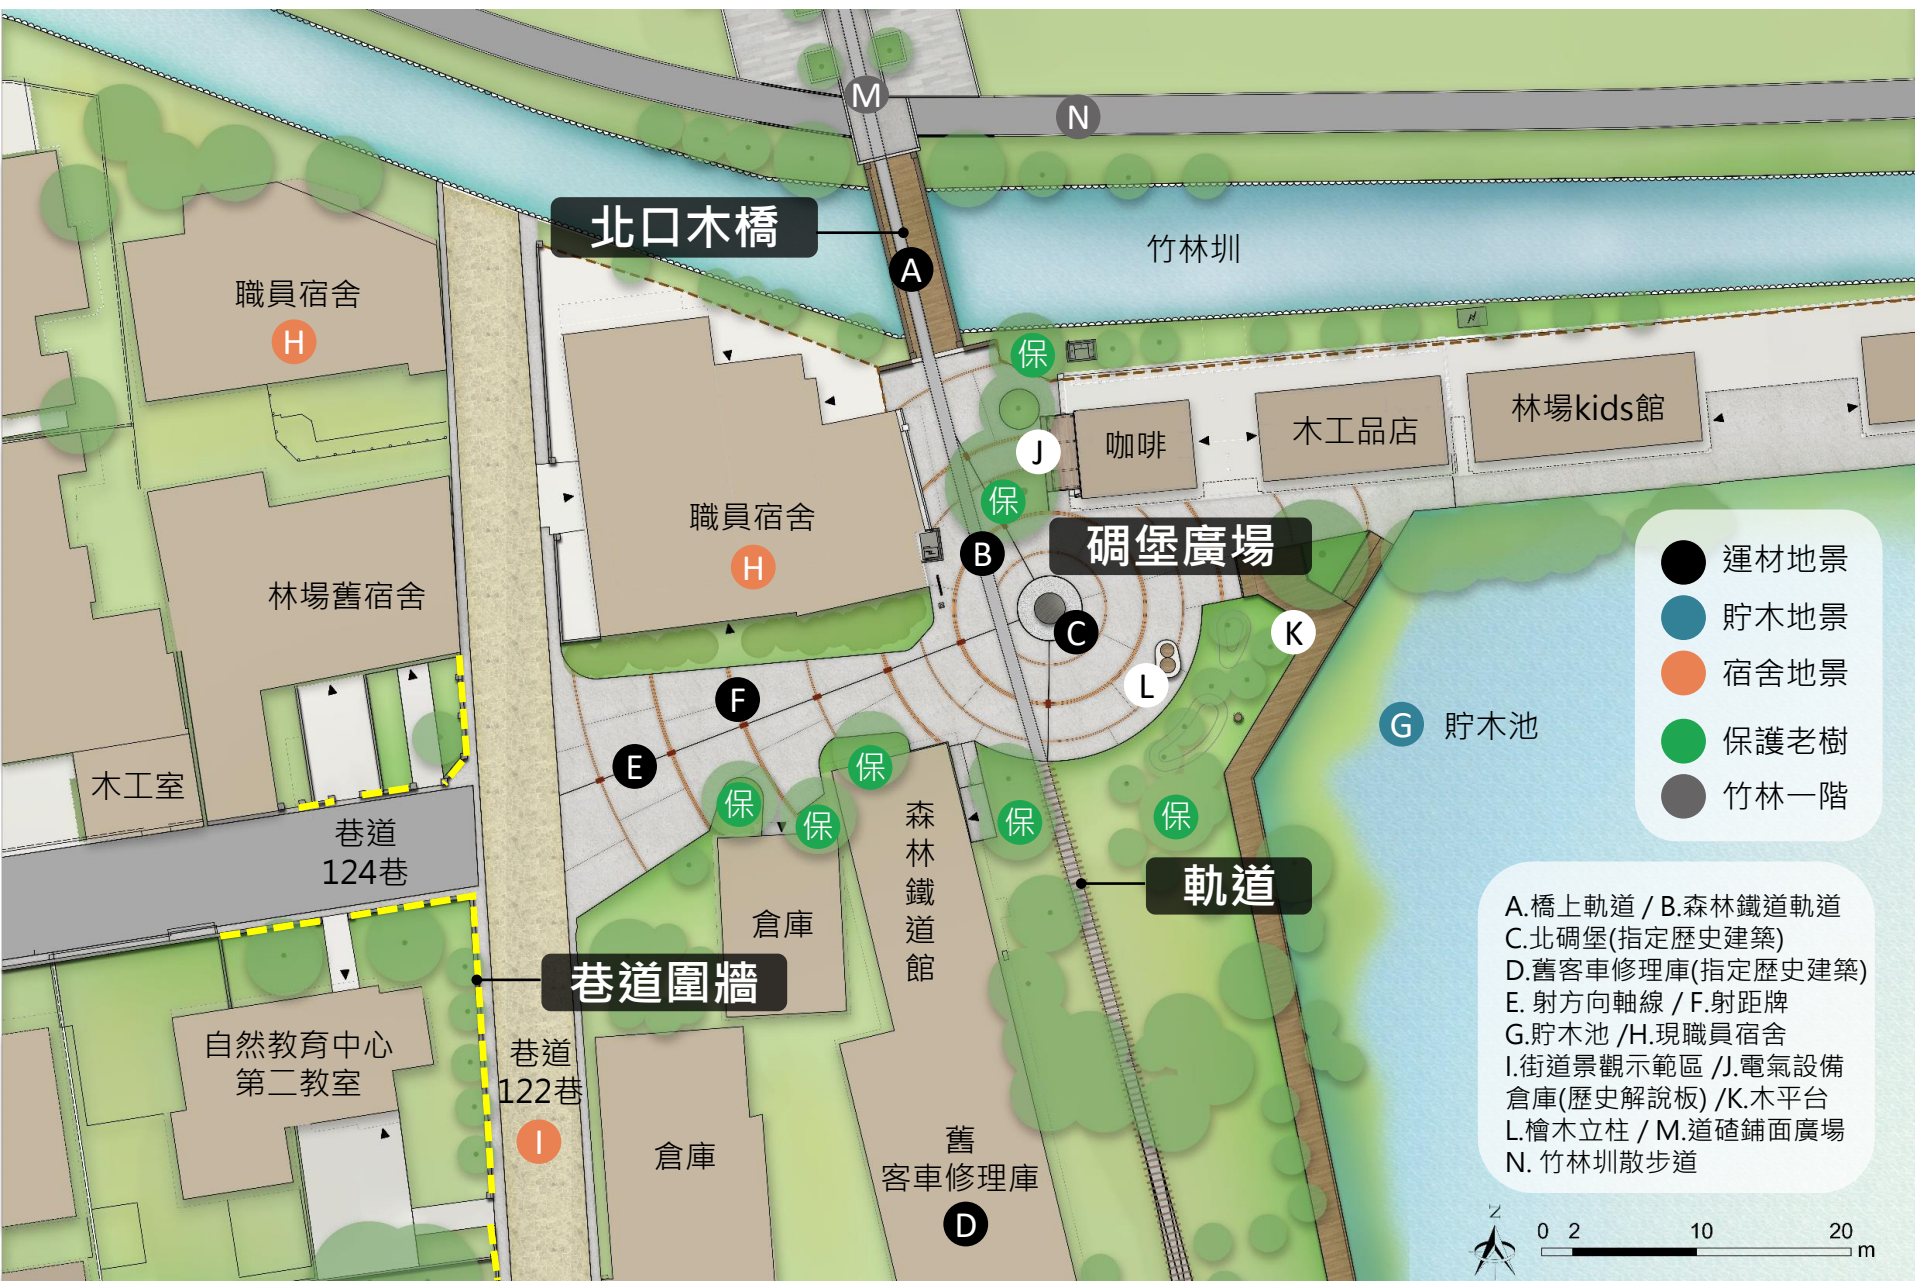 M
N
北口木橋
A
竹林圳
職員宿舍
H
保
林場kids館
木工品店
咖啡
J
保
職員宿舍
H
B
碉堡廣場
運材地景
貯木地景
宿舍地景
保護老樹
竹林一階
林場舊宿舍
C
K
L
F
G 貯木池
E
保
保
保
保
保
木工室
巷道
124巷
森林鐵道館
軌道
倉庫
巷道圍牆
自然教育中心
第二教室
巷道
122巷
I
倉庫
舊
客車修理庫
D
A.橋上軌道 / B.森林鐵道軌道
C.北碉堡(指定歷史建築)
D.舊客車修理庫(指定歷史建築)
E. 射方向軸線 / F.射距牌
G.貯木池 /H.現職員宿舍
I.街道景觀示範區 /J.電氣設備
倉庫(歷史解說板) /K.木平台
L.檜木立柱 / M.道碴鋪面廣場
N. 竹林圳散步道
N
0 2 10 20 m